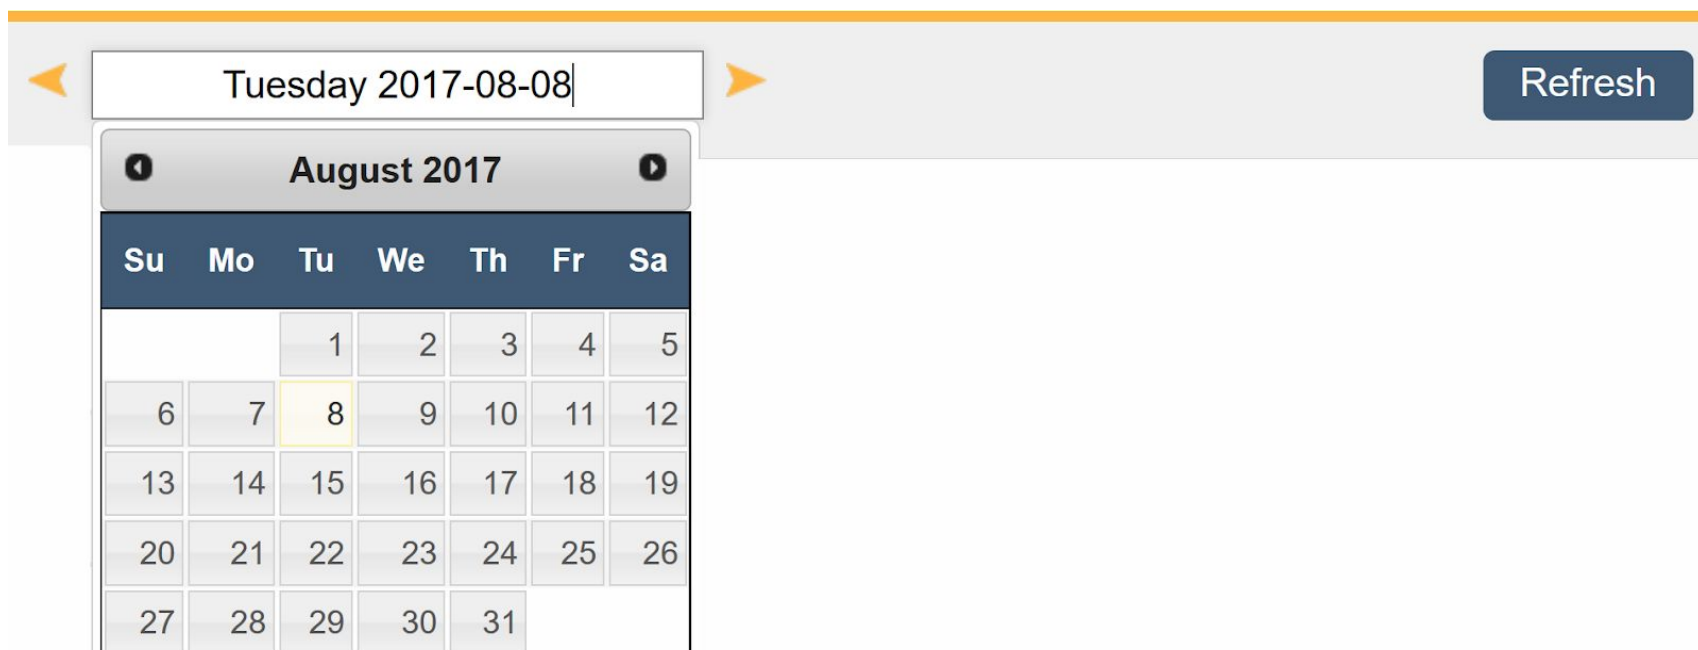 Tuesday 2017-08-08
Refresh
August 2017
Su Mo Tu We Th Fr Sa
1 2 3 4 5
6 7 8 9 10 11 12
13 14 15 16 17 18 19
20 21 22 23 24 25 26
27 28 29 30 31